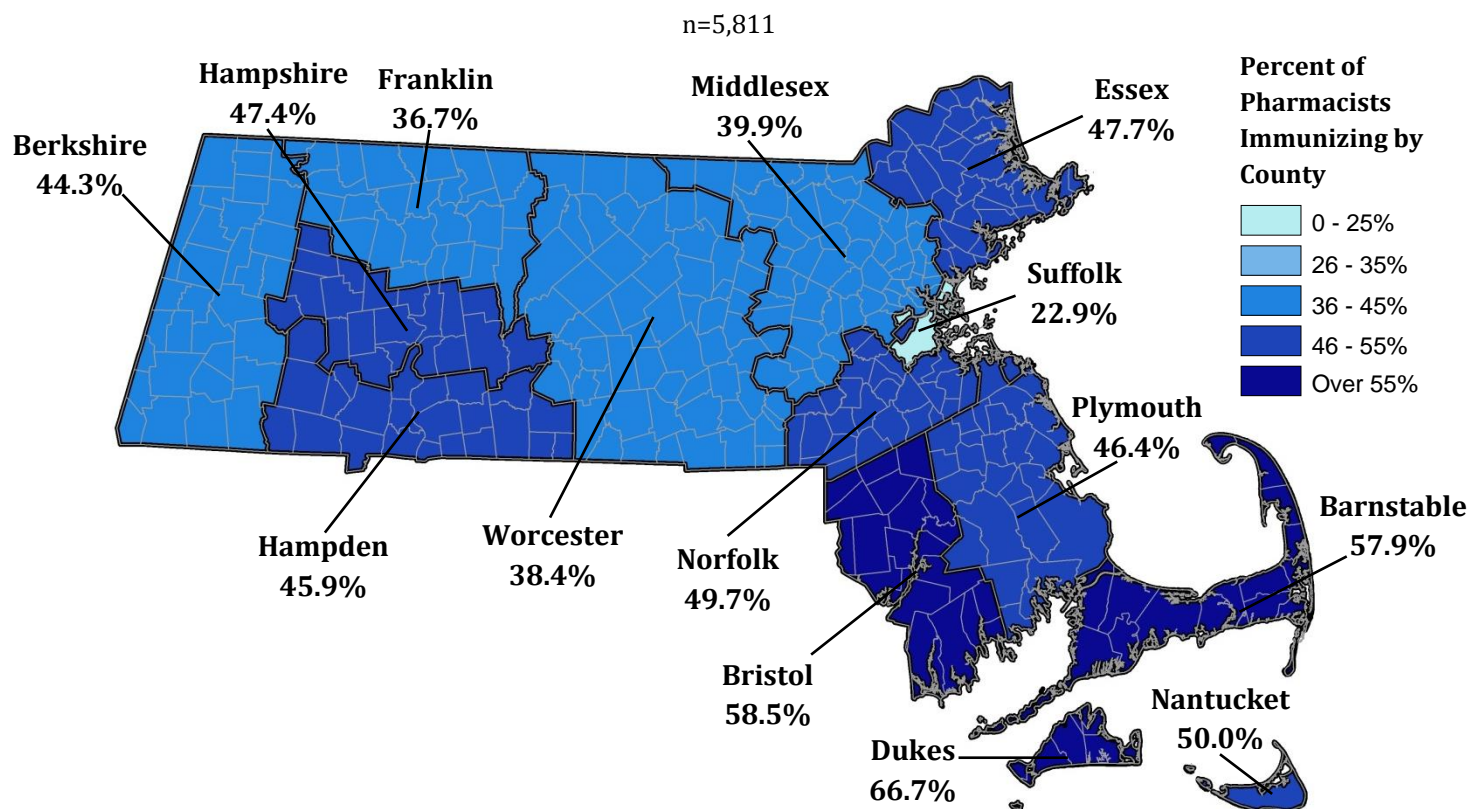 n=5,811
Hampshire
47.4%
Franklin
36.7%
Middlesex
39.9%
Essex
47.7%
Berkshire
44.3%
Suffolk
22.9%
Plymouth
46.4%
Barnstable
57.9%
Hampden
45.9%
Worcester
38.4%
Norfolk
49.7%
Bristol
58.5%
Dukes
66.7%
Nantucket
50.0%
Percent of
Pharmacists
Immunizing by
County
0 - 25%
26 - 35%
36 - 45%
46 - 55%
Over 55%